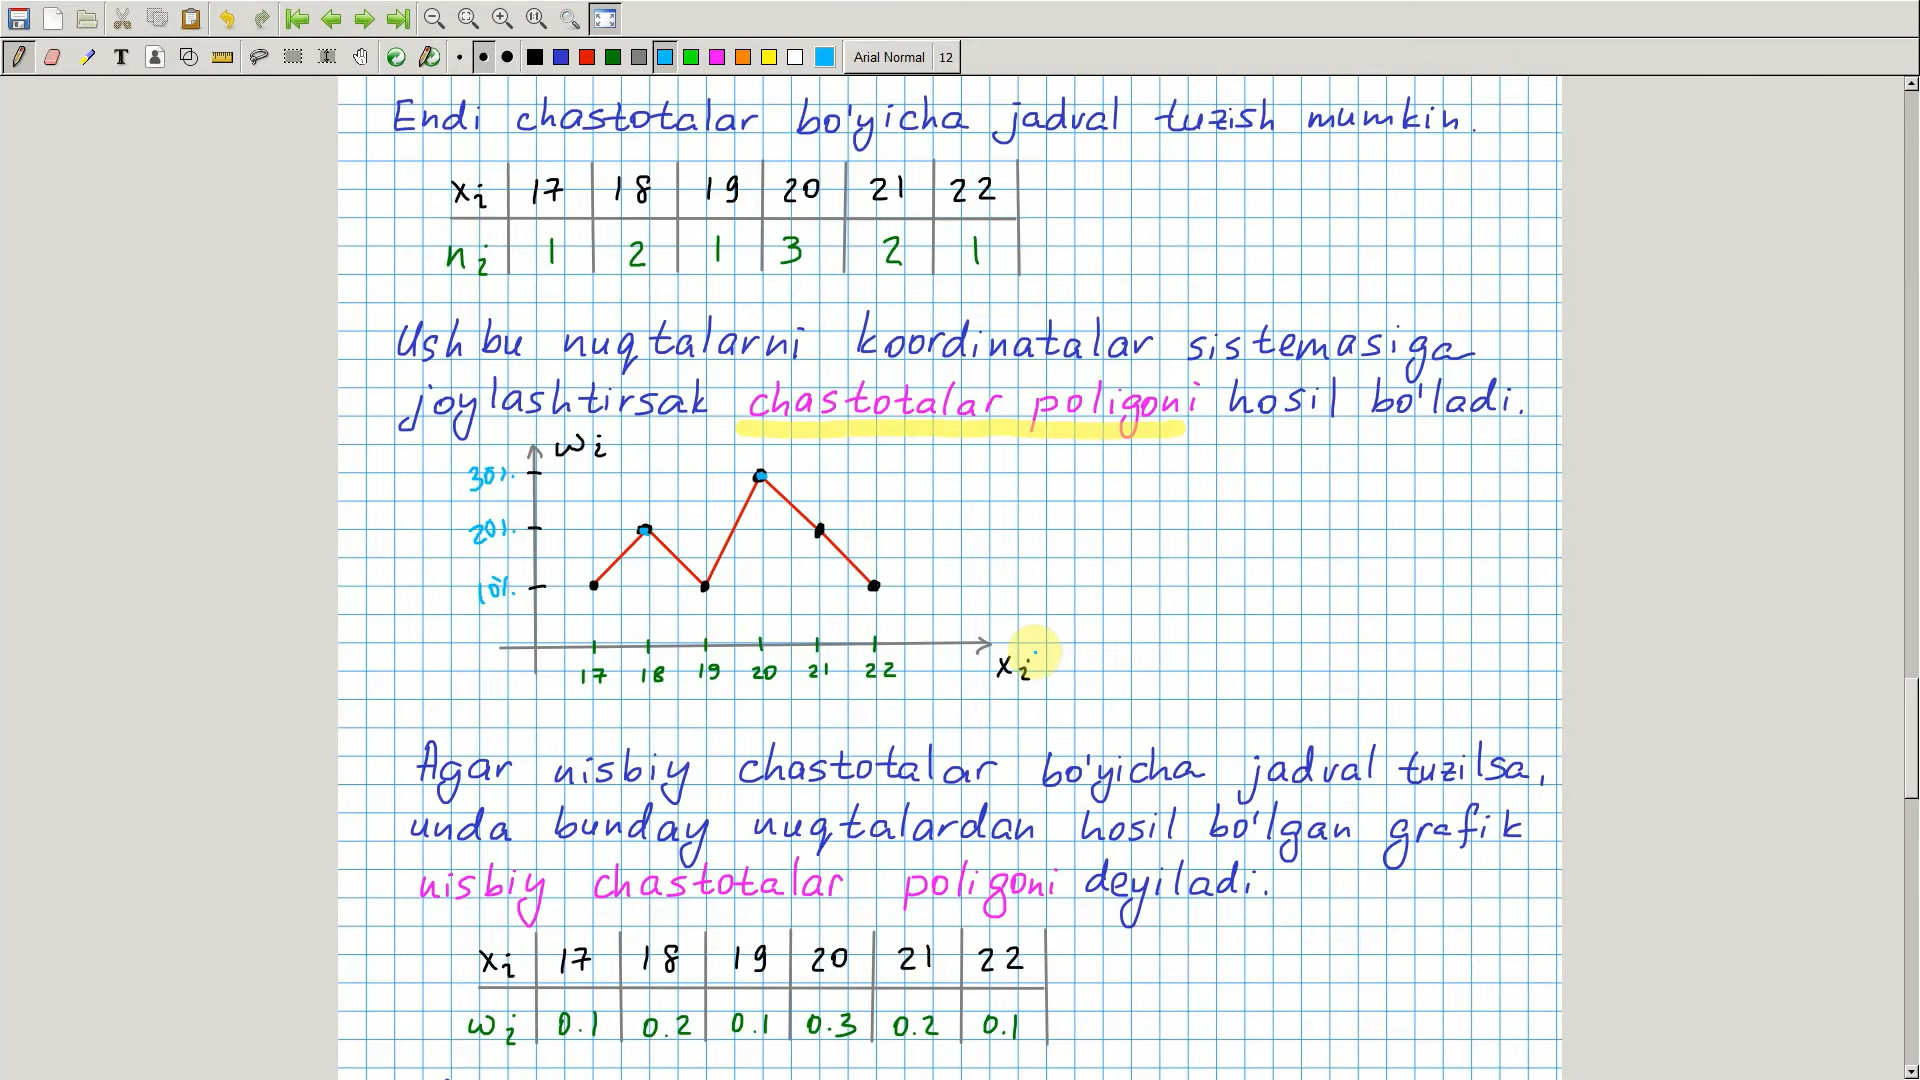 Arial Normal 12
Endi chastotalar bo'yicha jadval tuzish mumkin.
xi 17 18 19 20 21 22
ni 1 2 1 3 2 1
Ushbu nuqtalarni koordinatalar sistemasiga
joylashtirsak chastotalar poligoni hosil bo'ladi.
wi
30%
20%
10%
17 18 19 20 21 22
xi
Agar nisbiy chastotalar bo'yicha jadval tuzilsa,
unda bunday nuqtalardan hosil bo'lgan grafik
nisbiy chastotalar poligoni deyiladi.
xi 17 18 19 20 21 22
wi 0.1 0.2 0.1 0.3 0.2 0.1